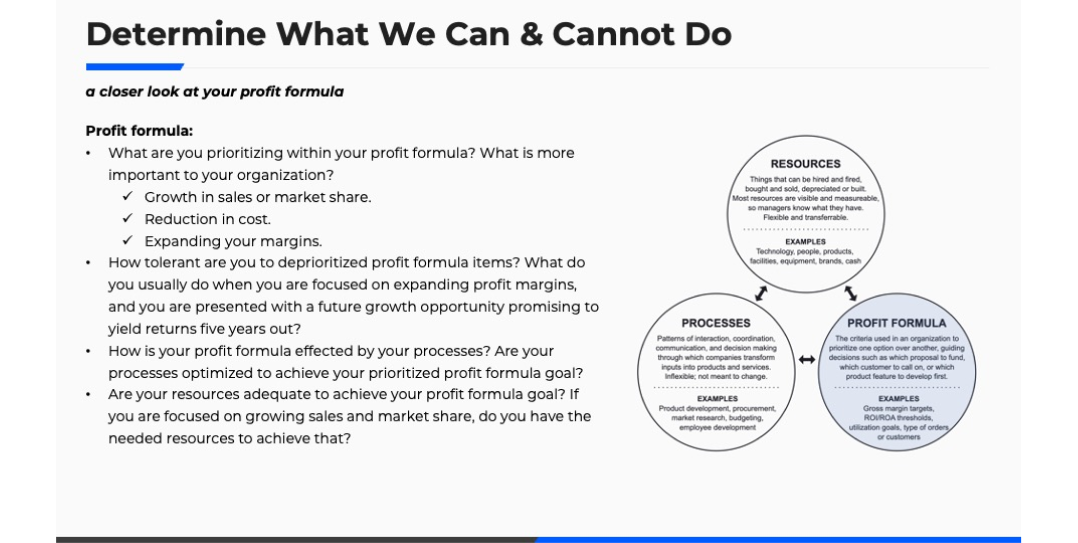 Determine What We Can & Cannot Do
a closer look at your profit formula
Profit formula:
• What are you prioritizing within your profit formula? What is more
important to your organization?
✓ Growth in sales or market share.
✓ Reduction in cost.
✓ Expanding your margins.
• How tolerant are you to deprioritized profit formula items? What do
you usually do when you are focused on expanding profit margins,
and you are presented with a future growth opportunity promising to
yield returns five years out?
• How is your profit formula effected by your processes? Are your
processes optimized to achieve your prioritized profit formula goal?
• Are your resources adequate to achieve your profit formula goal? If
you are focused on growing sales and market share, do you have the
needed resources to achieve that?
RESOURCES
Things that can be hired and fired,
bought and sold, depreciated or built.
Most resources are visible and measureable,
so managers know what they have.
Flexible and transferrable.
EXAMPLES
Technology, people, products,
facilities, equipment, brands, cash
PROCESSES
Patterns of interaction, coordination,
communication, and decision making
through which companies transform
inputs into products and services.
Inflexible; not meant to change.
EXAMPLES
Product development, procurement,
market research, budgeting,
employee development
PROFIT FORMULA
The criteria used in an organization to
prioritize one option over another, guiding
decisions such as which proposal to fund,
which customer to call on, or which
product feature to develop first.
EXAMPLES
Gross margin targets,
ROI/ROA thresholds,
utilization goals, type of orders
or customers